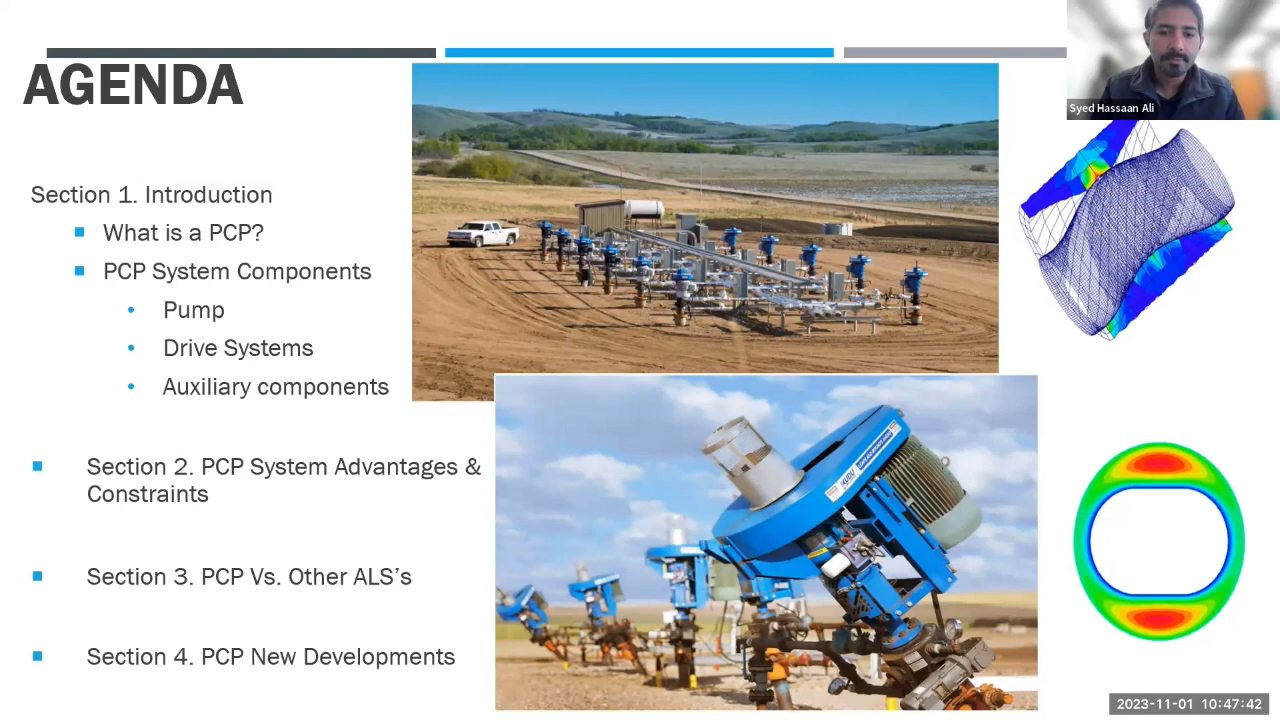 AGENDA
Syed Hassaan Ali
Section 1. Introduction
What is a PCP?
PCP System Components
Pump
Drive Systems
Auxiliary components
Section 2. PCP System Advantages &
Constraints
Section 3. PCP Vs. Other ALS’s
Section 4. PCP New Developments
2023-11-01 10:47:42